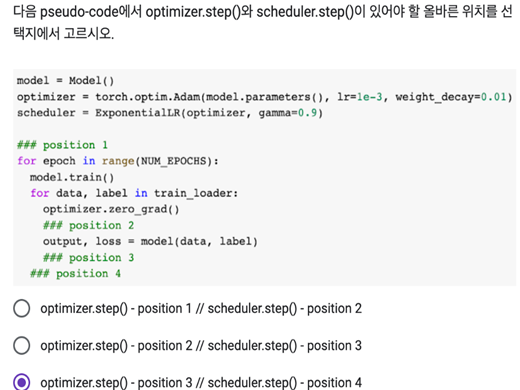 다음 pseudo-code에서 optimizer.step()와 scheduler.step()이 있어야 할 올바른 위치를 선
택지에서 고르시오.
model = Model()
optimizer = torch.optim.Adam(model.parameters(), lr=1e-3, weight_decay=0.01)
scheduler = ExponentialLR(optimizer, gamma=0.9)
### position 1
for epoch in range(NUM_EPOCHS):
  model.train()
  for data, label in train_loader:
    optimizer.zero_grad()
    ### position 2
    output, loss = model(data, label)
    ### position 3
  ### position 4
optimizer.step() - position 1 // scheduler.step() - position 2
optimizer.step() - position 2 // scheduler.step() - position 3
optimizer.step() - position 3 // scheduler.step() - position 4